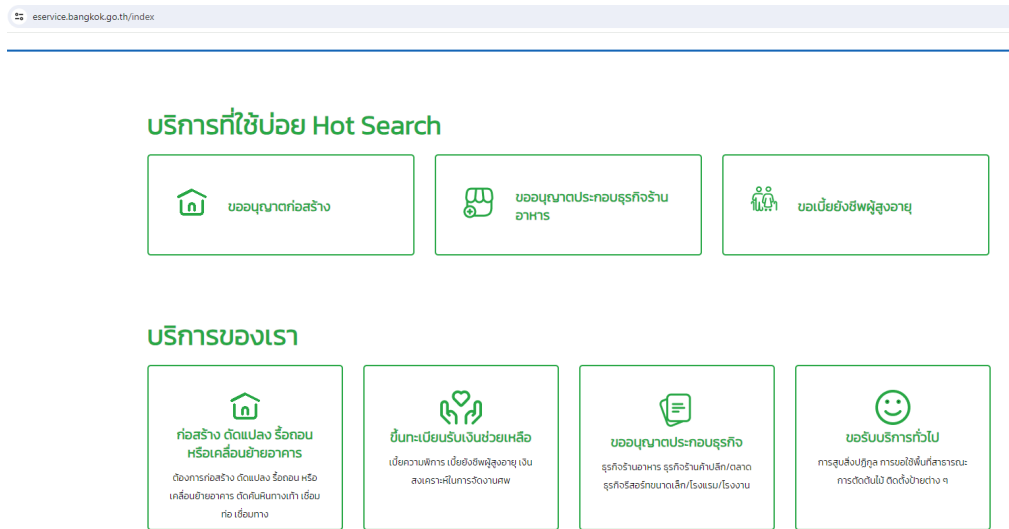 eservice.bangkok.go.th/index
บริการที่ใช้บ่อย Hot Search
ขออนุญาตก่อสร้าง
ขออนุญาตประกอบธุรกิจร้าน
อาหาร
ขอเบี้ยยังชีพผู้สูงอายุ
บริการของเรา
ก่อสร้าง ดัดแปลง รื้อถอน
หรือเคลื่อนย้ายอาคาร
ต้องการก่อสร้าง ดัดแปลง รื้อถอน หรือ
เคลื่อนย้ายอาคาร ตัดคันหินทางเท้า เชื่อม
ท่อ เชื่อมทาง
ขึ้นทะเบียนรับเงินช่วยเหลือ
เบี้ยความพิการ เบี้ยยังชีพผู้สูงอายุ เงิน
สงเคราะห์ในการจัดงานศพ
ขออนุญาตประกอบธุรกิจ
ธุรกิจร้านอาหาร ธุรกิจร้านค้าปลีก/ตลาด
ธุรกิจรีสอร์ทขนาดเล็ก/โรงแรม/โรงงาน
ขอรับบริการทั่วไป
การสูบสิ่งปฏิกูล การขอใช้พื้นที่สาธารณะ
การตัดต้นไม้ ติดตั้งป้ายต่าง ๆ